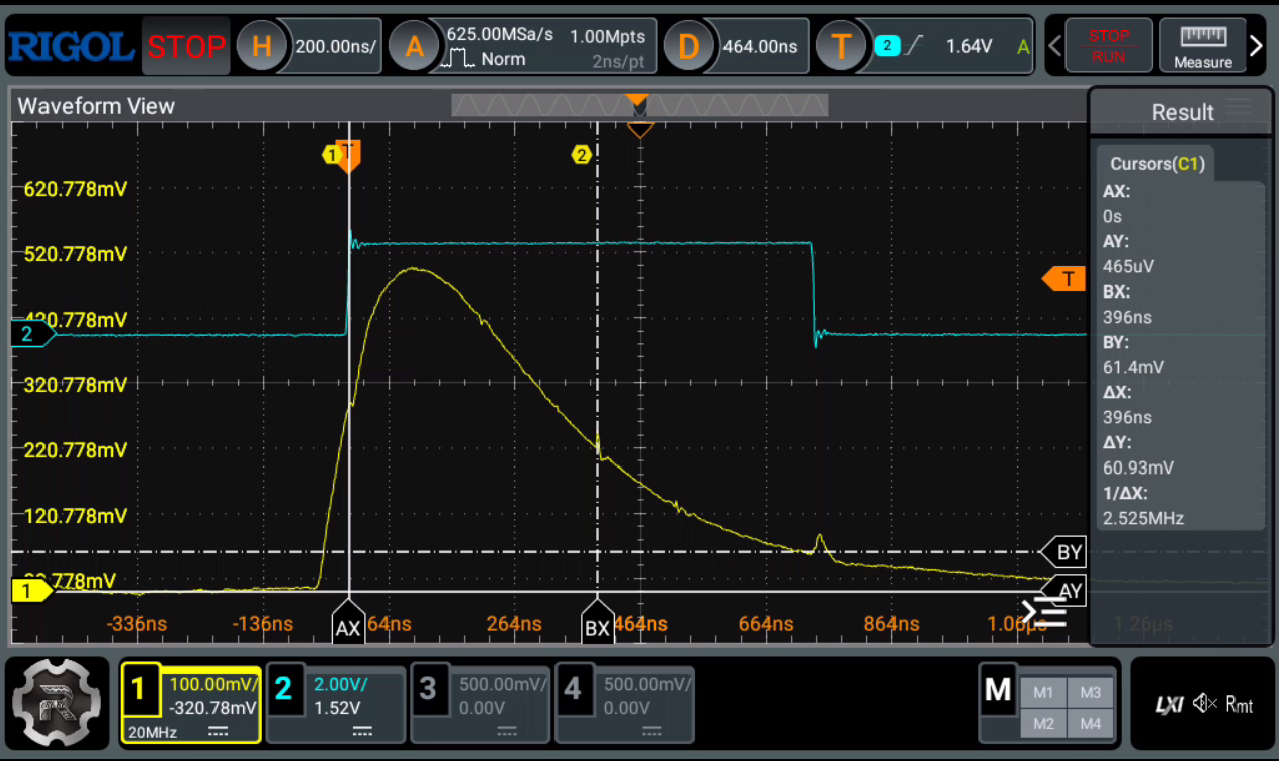 RIGOL STOP H 200.00ns/ A 625.00MSa/s 1.00Mpts D 464.00ns T 2 1.64V A STOP RUN Measure
Norm 2ns/pt
Waveform View
Result
1 T 2
Cursors(C1)
620.778mV
AX:
0s
AY:
520.778mV
465uV
T
BX:
396ns
2 420.778mV
BY:
61.4mV
320.778mV
ΔX:
396ns
ΔY:
220.778mV
60.93mV
1/ΔX:
120.778mV
2.525MHz
BY
1
AY
-336ns -136ns AX 64ns 264ns BX 464ns 664ns 864ns 1.06µs 1.26µs
1 100.00mV/ 2 2.00V/ 3 500.00mV/ 4 500.00mV/ M M1 M3
-320.78mV 1.52V 0.00V 0.00V M2 M4
20MHz
R
LXI Rmt